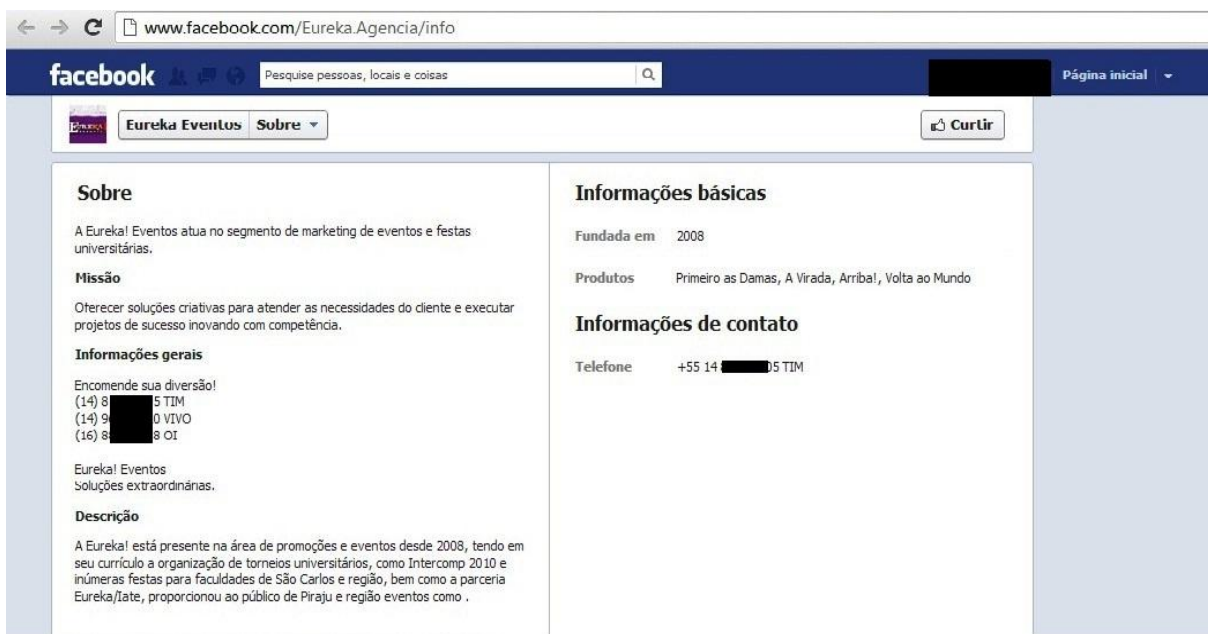 www.facebook.com/Eureka.Agencia/info
facebook
Pesquise pessoas, locais e coisas
Página inicial
EUREKA
Eureka Eventos
Sobre
Curtir
Sobre
A Eureka! Eventos atua no segmento de marketing de eventos e festas
universitárias.
Missão
Oferecer soluções criativas para atender as necessidades do cliente e executar
projetos de sucesso inovando com competência.
Informações gerais
Encomende sua diversão!
(14) 8 5 TIM
(14) 9 0 VIVO
(16) 8 8 OI
Eureka! Eventos
Soluções extraordinárias.
Descrição
A Eureka! está presente na área de promoções e eventos desde 2008, tendo em
seu currículo a organização de torneios universitários, como Intercomp 2010 e
inúmeras festas para faculdades de São Carlos e região, bem como a parceria
Eureka/Iate, proporcionou ao público de Piraju e região eventos como .
Informações básicas
Fundada em 2008
Produtos Primeiro as Damas, A Virada, Arriba!, Volta ao Mundo
Informações de contato
Telefone +55 14 05 TIM